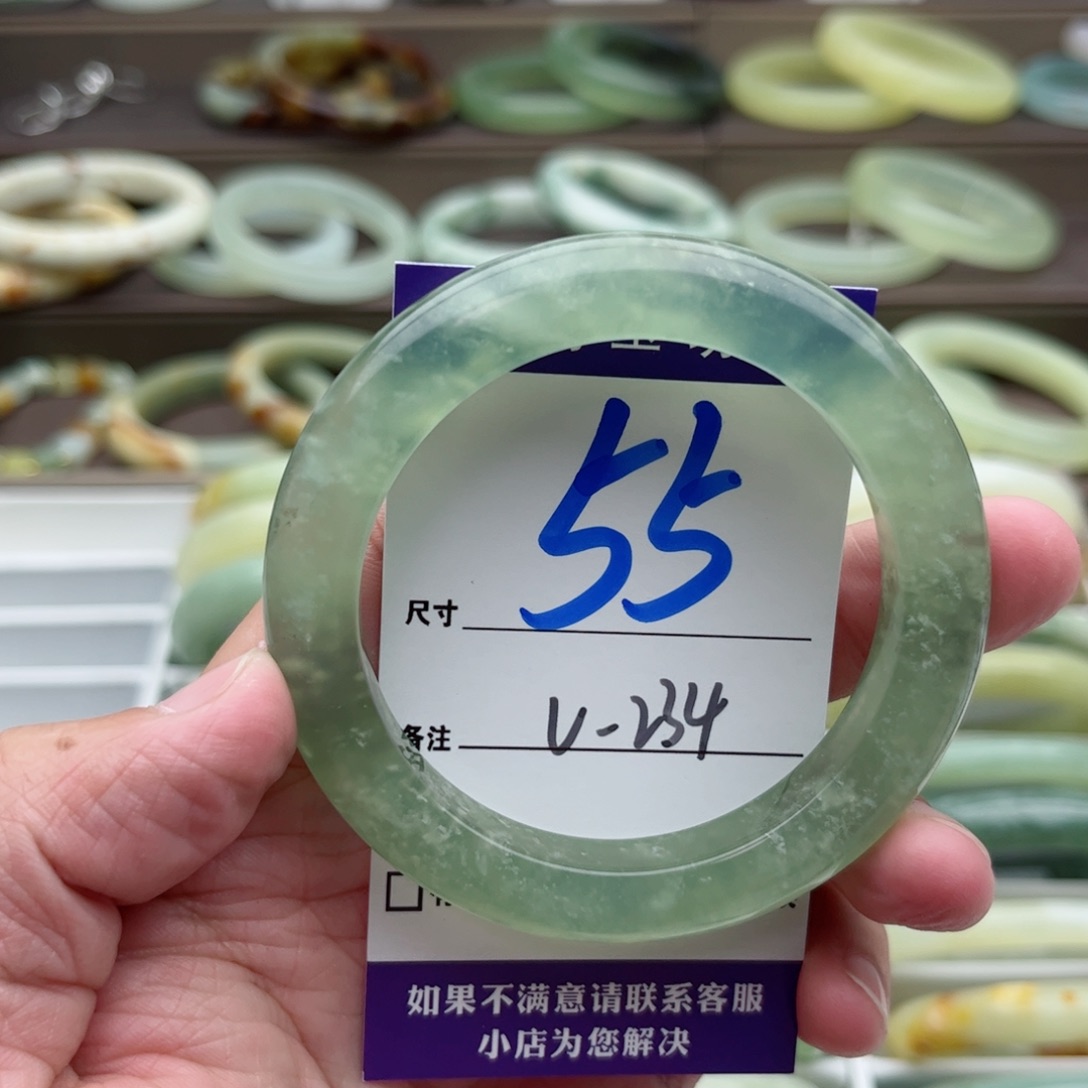 55
尺寸
V-234
备注
如果不满意请联系客服
小店为您解决